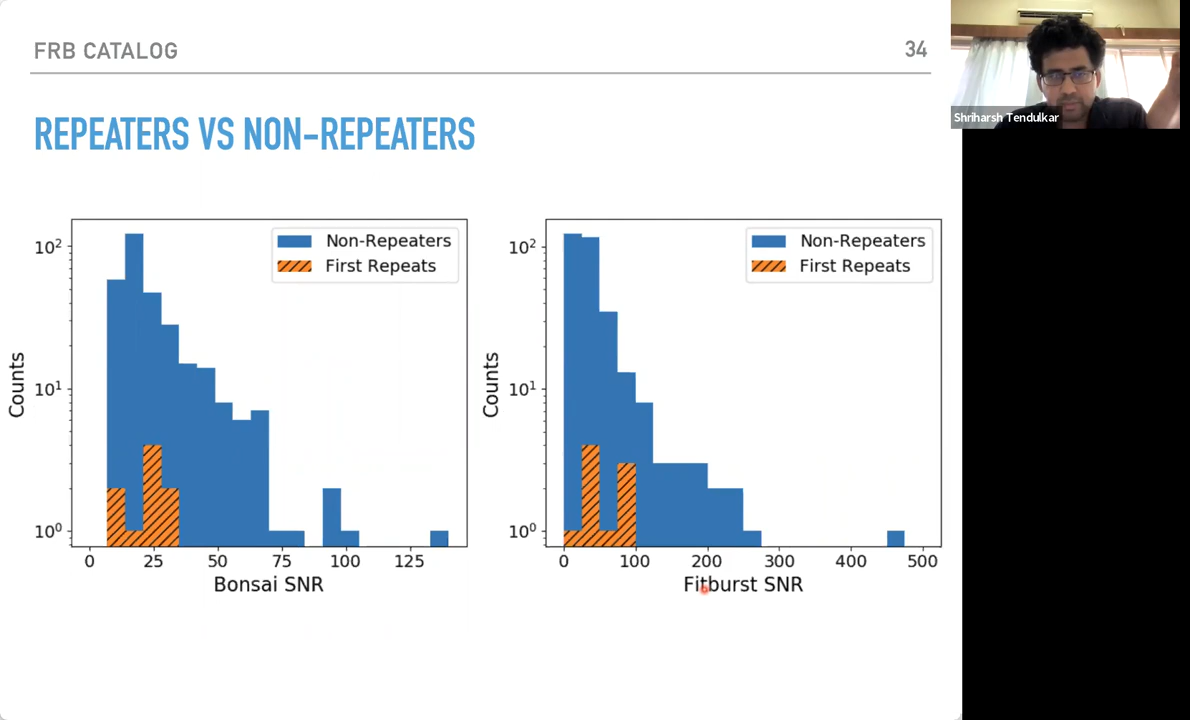 FRB CATALOG
34
Shriharsh Tendulkar
REPEATERS VS NON-REPEATERS
Non-Repeaters
First Repeats
Counts
10²
10¹
10⁰
0 25 50 75 100 125
Bonsai SNR
Non-Repeaters
First Repeats
Counts
10²
10¹
10⁰
0 100 200 300 400 500
Fitburst SNR